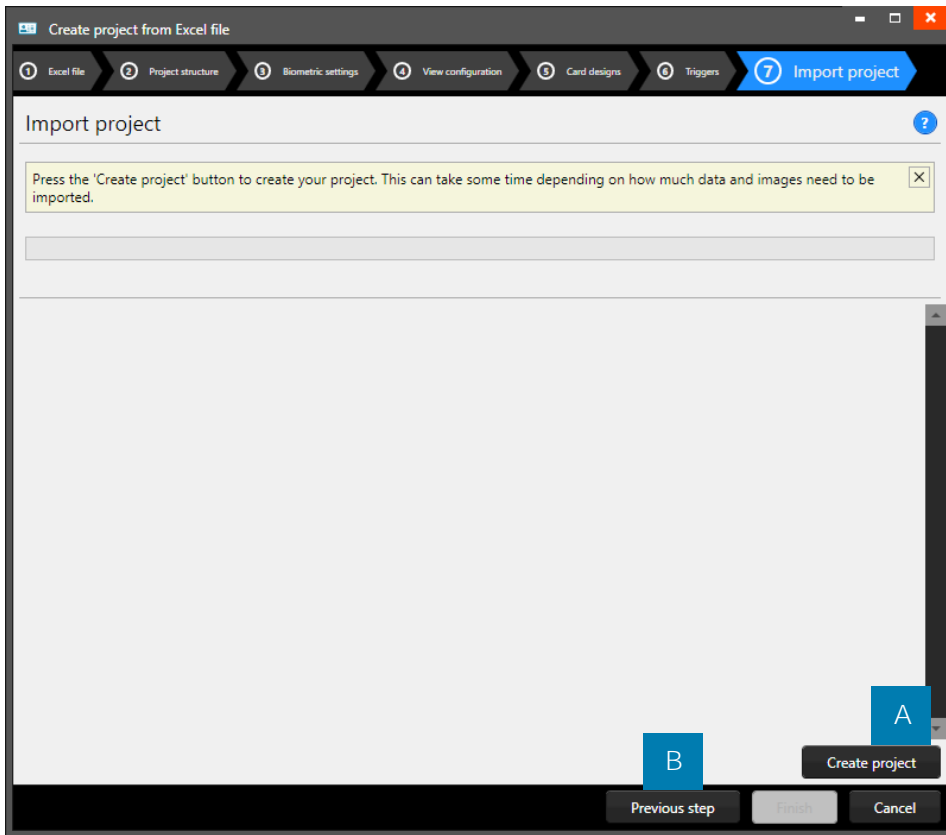 Create project from Excel file
1 Excel file 2 Project structure 3 Biometric settings 4 View configuration 5 Card designs 6 Triggers 7 Import project
Import project
?
Press the 'Create project' button to create your project. This can take some time depending on how much data and images need to be
imported.
A
Create project
B
Previous step Finish Cancel